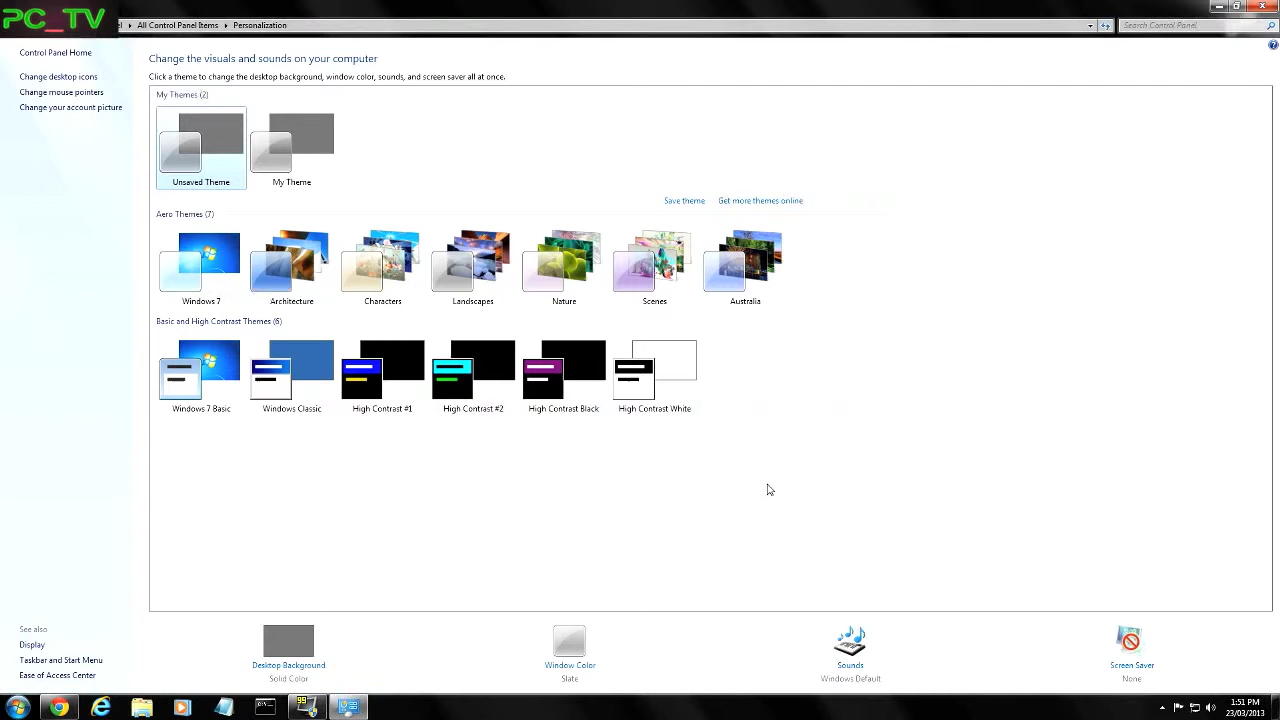 PC_TV
All Control Panel Items
Personalization
Search Control Panel
Control Panel Home
Change desktop icons
Change mouse pointers
Change your account picture
Change the visuals and sounds on your computer
Click a theme to change the desktop background, window color, sounds, and screen saver all at once.
My Themes (2)
Unsaved Theme
My Theme
Save theme
Get more themes online
Aero Themes (7)
Windows 7
Architecture
Characters
Landscapes
Nature
Scenes
Australia
Basic and High Contrast Themes (6)
Windows 7 Basic
Windows Classic
High Contrast #1
High Contrast #2
High Contrast Black
High Contrast White
See also
Display
Taskbar and Start Menu
Ease of Access Center
Desktop Background
Solid Color
Window Color
Slate
Sounds
Windows Default
Screen Saver
None
99
1:51 PM
23/03/2013